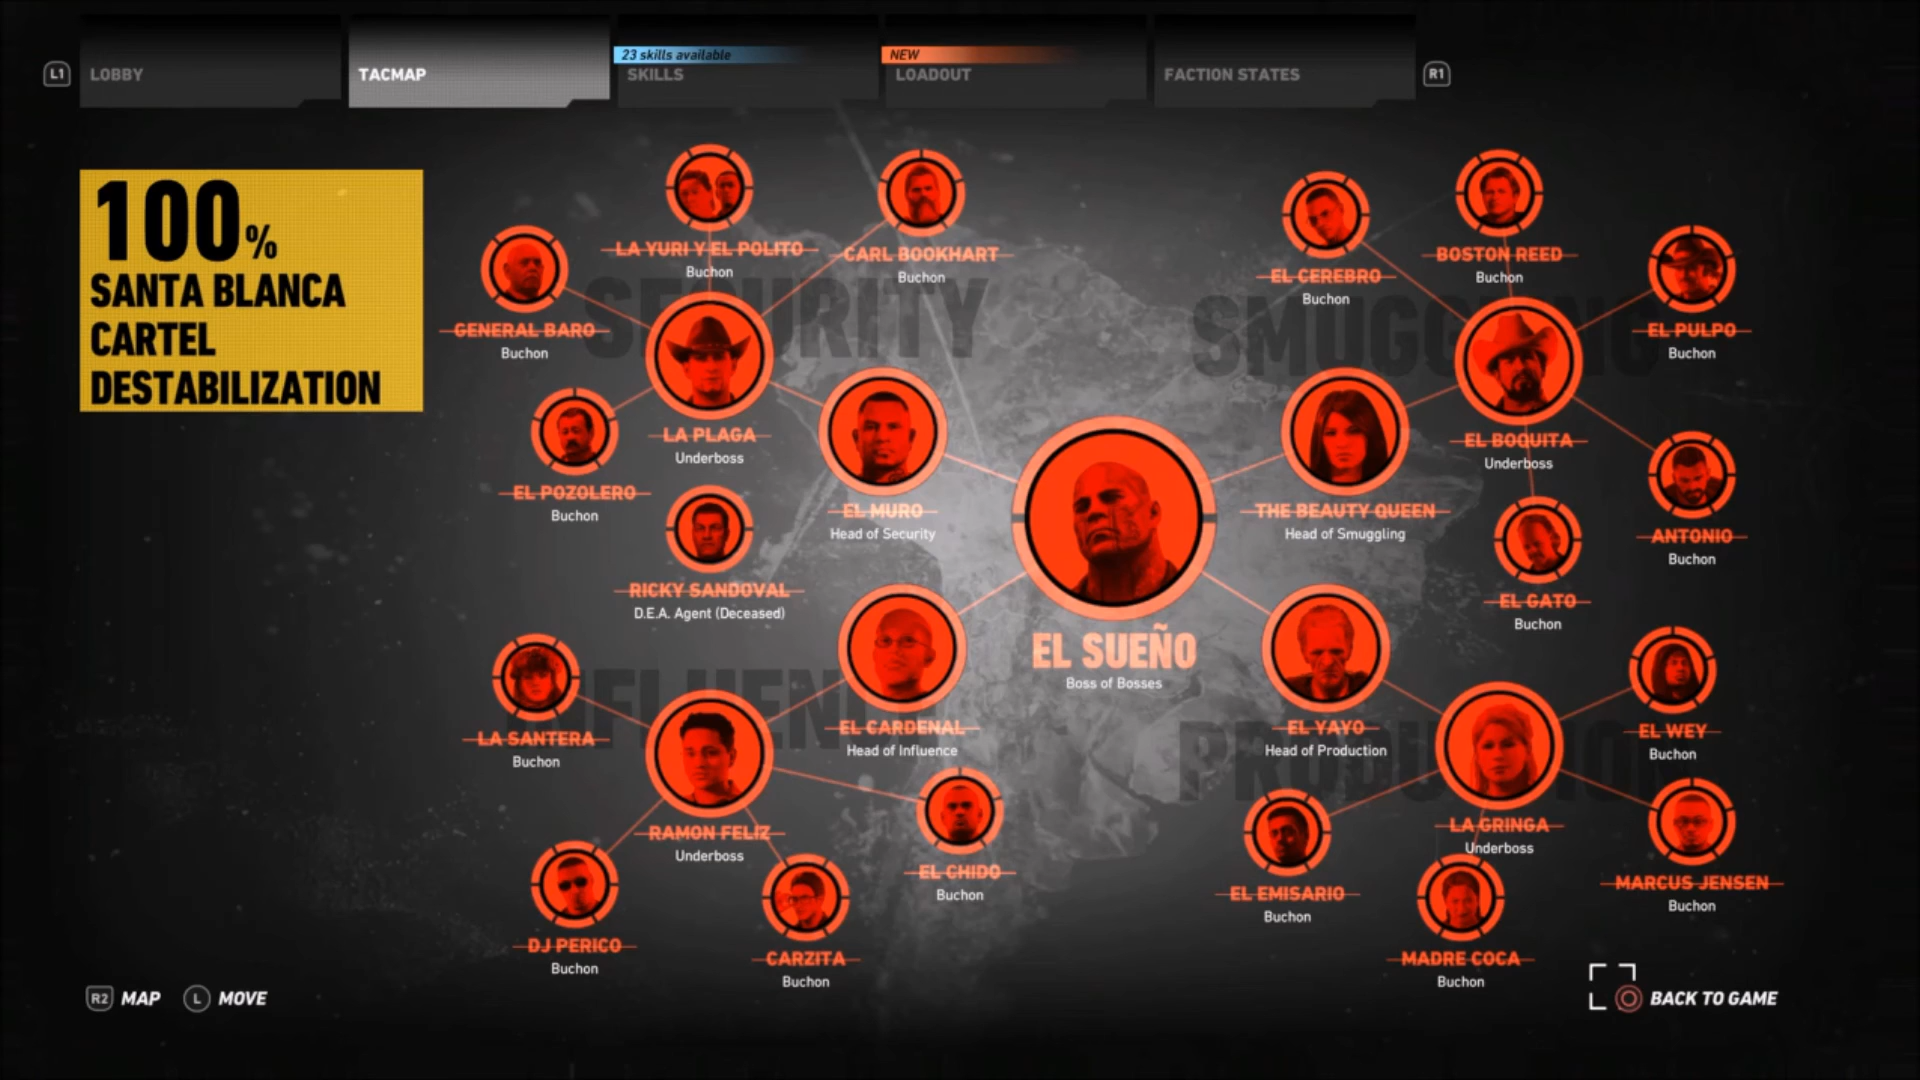 L1
LOBBY
TACMAP
23 skills available
SKILLS
NEW
LOADOUT
FACTION STATES
R1
100%
SANTA BLANCA
CARTEL
DESTABILIZATION
SECURITY
SMUGGLING
INFLUENCE
PRODUCTION
LA YURI Y EL POLITO
Buchon
CARL BOOKHART
Buchon
GENERAL BARO
Buchon
LA PLAGA
Underboss
EL POZOLERO
Buchon
EL MURO
Head of Security
RICKY SANDOVAL
D.E.A. Agent (Deceased)
EL CEREBRO
Buchon
BOSTON REED
Buchon
EL PULPO
Buchon
EL BOQUITA
Underboss
THE BEAUTY QUEEN
Head of Smuggling
ANTONIO
Buchon
EL GATO
Buchon
EL SUEÑO
Boss of Bosses
LA SANTERA
Buchon
EL CARDENAL
Head of Influence
RAMON FELIZ
Underboss
EL CHIDO
Buchon
DJ PERICO
Buchon
CARZITA
Buchon
EL YAYO
Head of Production
EL WEY
Buchon
LA GRINGA
Underboss
MARCUS JENSEN
Buchon
EL EMISARIO
Buchon
MADRE COCA
Buchon
R2 MAP
L MOVE
BACK TO GAME